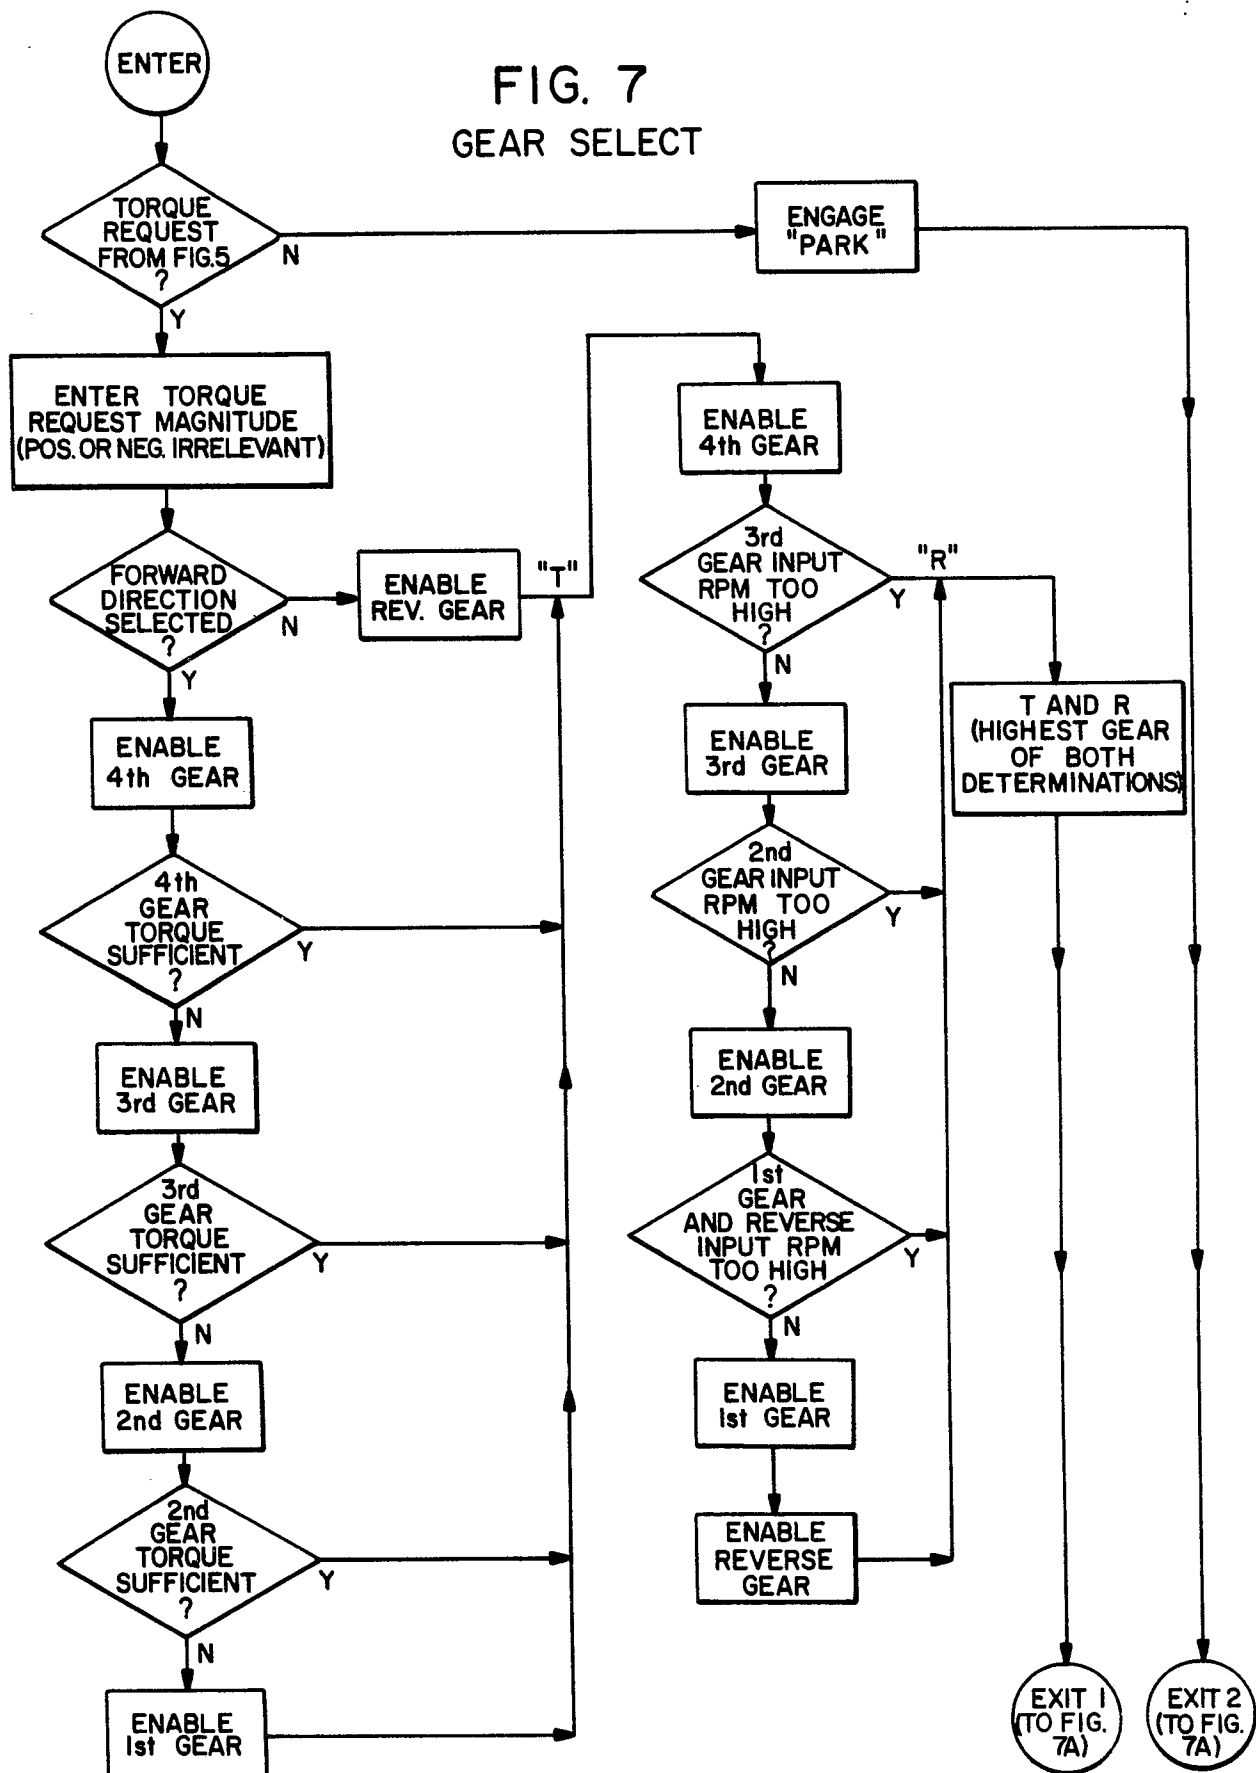 ENTER
FIG. 7
GEAR SELECT
TORQUE
REQUEST
FROM FIG.5
?
N
Y
ENGAGE
"PARK"
ENTER TORQUE
REQUEST MAGNITUDE
(POS. OR NEG. IRRELEVANT)
FORWARD
DIRECTION
SELECTED
?
N
Y
ENABLE
REV. GEAR
"T"
ENABLE
4th GEAR
4th
GEAR
TORQUE
SUFFICIENT
?
Y
N
ENABLE
3rd GEAR
3rd
GEAR
TORQUE
SUFFICIENT
?
Y
N
ENABLE
2nd GEAR
2nd
GEAR
TORQUE
SUFFICIENT
?
Y
N
ENABLE
1st GEAR
ENABLE
4th GEAR
3rd
GEAR INPUT
RPM TOO
HIGH
?
Y
N
"R"
ENABLE
3rd GEAR
2nd
GEAR INPUT
RPM TOO
HIGH
?
Y
N
ENABLE
2nd GEAR
1st
GEAR
AND REVERSE
INPUT RPM
TOO HIGH
?
Y
N
ENABLE
1st GEAR
ENABLE
REVERSE
GEAR
T AND R
(HIGHEST GEAR
OF BOTH
DETERMINATIONS)
EXIT 1
(TO FIG.
7A)
EXIT 2
(TO FIG.
7A)